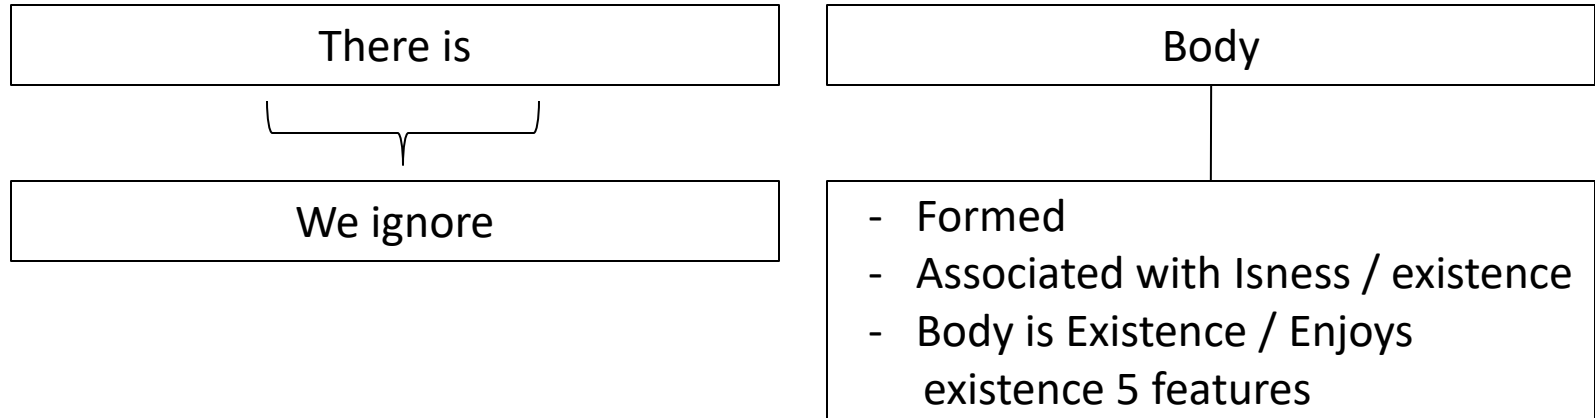 There is
Body
We ignore
- Formed
- Associated with Isness / existence
- Body is Existence / Enjoys
existence 5 features